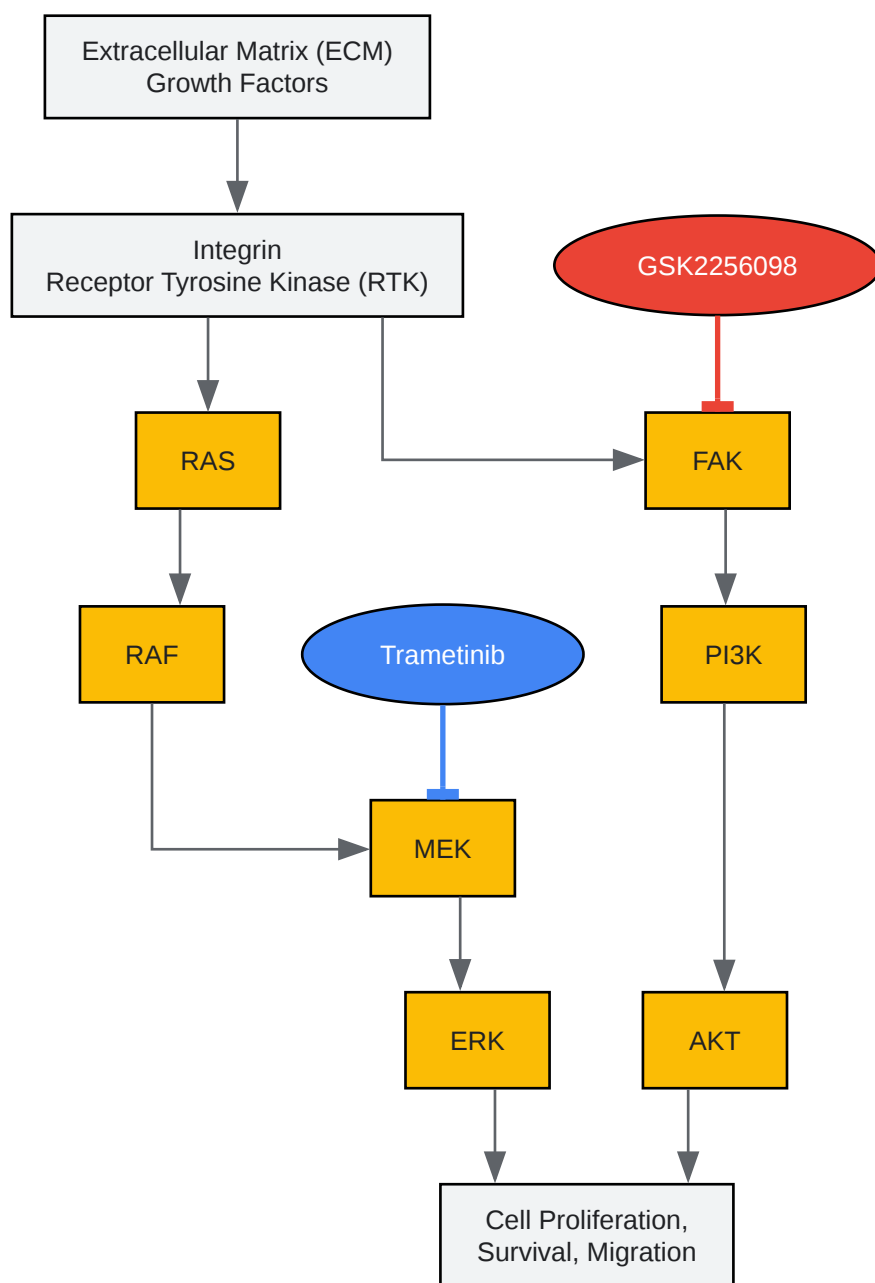 Extracellular Matrix (ECM)
Growth Factors
Integrin
Receptor Tyrosine Kinase (RTK)
GSK2256098
RAS
FAK
RAF
Trametinib
PI3K
MEK
ERK
AKT
Cell Proliferation,
Survival, Migration